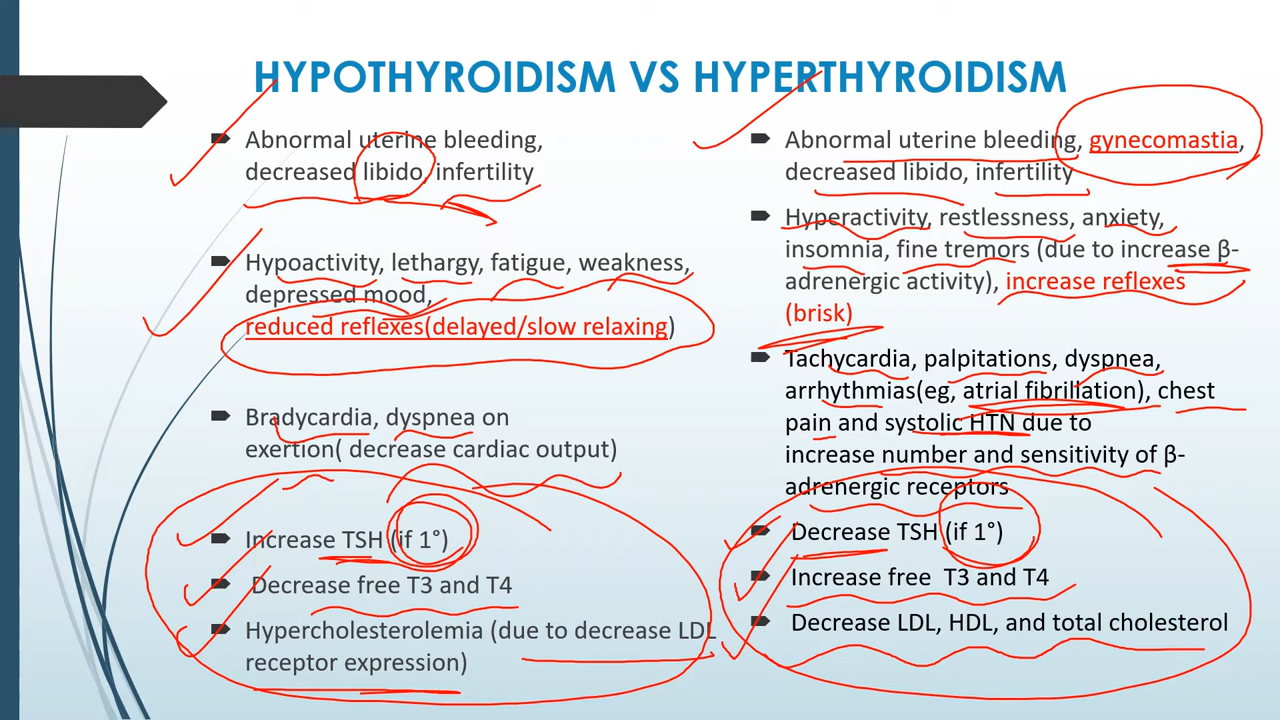 HYPOTHYROIDISM VS HYPERTHYROIDISM
Abnormal uterine bleeding,
decreased libido, infertility
Hypoactivity, lethargy, fatigue, weakness,
depressed mood,
reduced reflexes(delayed/slow relaxing)
Bradycardia, dyspnea on
exertion( decrease cardiac output)
Increase TSH (if 1°)
Decrease free T3 and T4
Hypercholesterolemia (due to decrease LDL
receptor expression)
Abnormal uterine bleeding, gynecomastia,
decreased libido, infertility
Hyperactivity, restlessness, anxiety,
insomnia, fine tremors (due to increase β-
adrenergic activity), increase reflexes
(brisk)
Tachycardia, palpitations, dyspnea,
arrhythmias(eg, atrial fibriliation), chest
pain and systolic HTN due to
increase number and sensitivity of β-
adrenergic receptors
Decrease TSH (if 1°)
Increase free T3 and T4
Decrease LDL, HDL, and total cholesterol